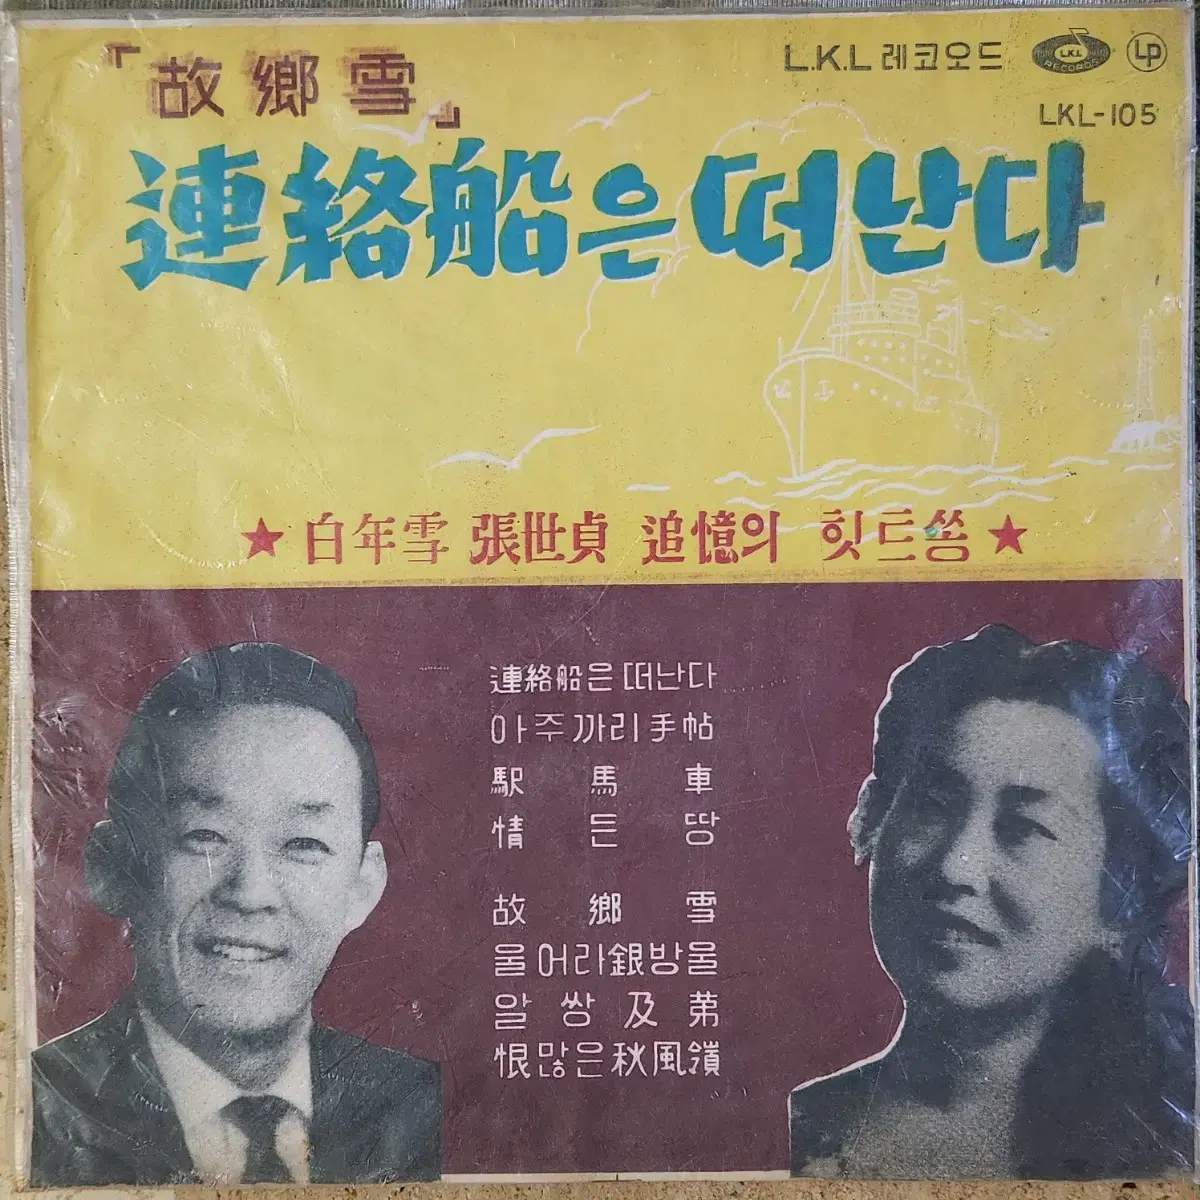 「故鄕雪」
L.K.L 레코오드
L.K.L
RECORDS
LP
LKL-105
連絡船은 떠난다
★ 白年雪 張世貞 追憶의 힛트쏭 ★
連絡船은 떠난다
아주까리手帖
駅馬車
情든땅
故鄕雪
울어라銀방울
알쌍及第
恨많은秋風嶺